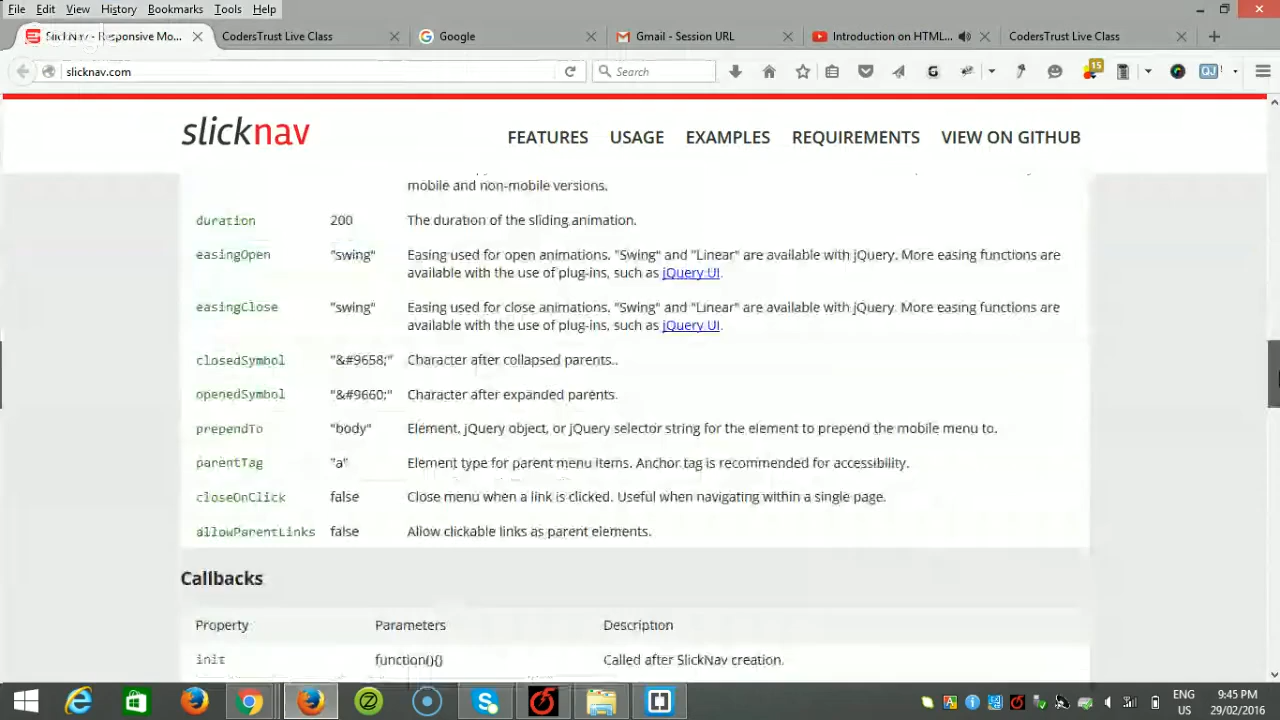 File Edit View History Bookmarks Tools Help
SlickNav - Responsive Mo...
CodersTrust Live Class
Google
Gmail - Session URL
Introduction on HTML...
CodersTrust Live Class
slicknav.com
Search
15
slicknav
FEATURES USAGE EXAMPLES REQUIREMENTS VIEW ON GITHUB
mobile and non-mobile versions.
duration 200 The duration of the sliding animation.
easingOpen "swing" Easing used for open animations. "Swing" and "Linear" are available with jQuery. More easing functions are
available with the use of plug-ins, such as jQuery UI.
easingClose "swing" Easing used for close animations. "Swing" and "Linear" are available with jQuery. More easing functions are
available with the use of plug-ins, such as jQuery UI.
closedSymbol "&#9658;" Character after collapsed parents..
openedSymbol "&#9660;" Character after expanded parents.
prependTo "body" Element, jQuery object, or jQuery selector string for the element to prepend the mobile menu to.
parentTag "a" Element type for parent menu items. Anchor tag is recommended for accessibility.
closeOnClick false Close menu when a link is clicked. Useful when navigating within a single page.
allowParentLinks false Allow clickable links as parent elements.
Callbacks
Property Parameters Description
init function(){} Called after SlickNav creation.
ENG 9:45 PM
US 29/02/2016